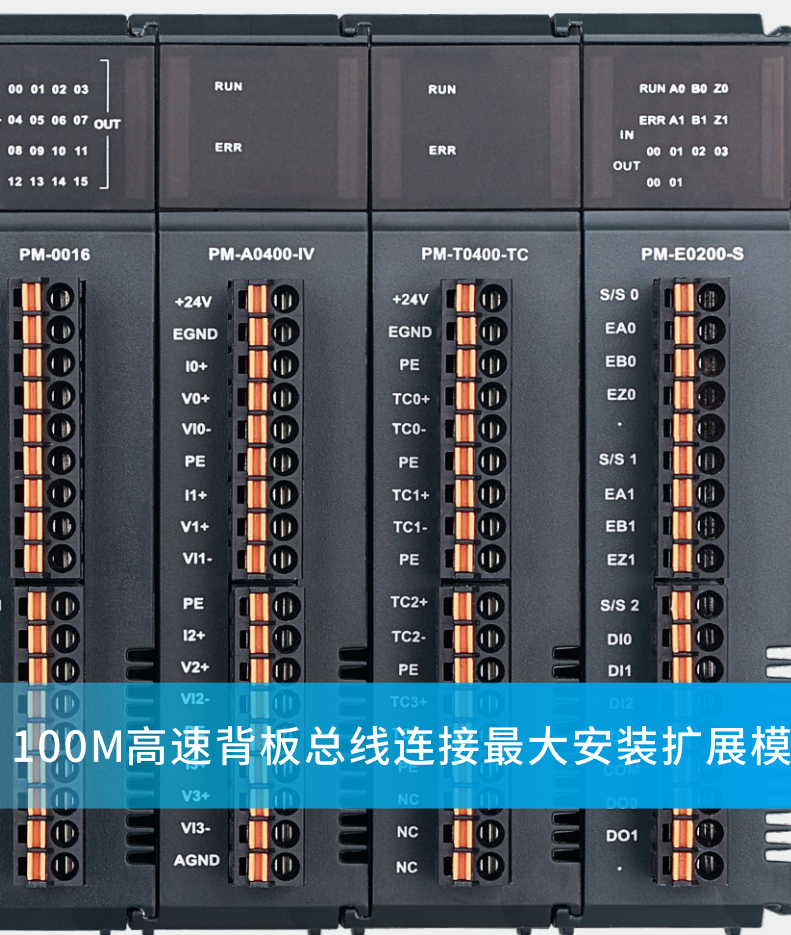 00 01 02 03
04 05 06 07 OUT
08 09 10 11
12 13 14 15
PM-0016
RUN
ERR
PM-A0400-IV
+24V
EGND
I0+
V0+
VI0-
PE
I1+
V1+
VI1-
PE
I2+
V2+
VI2-
PE
I3+
V3+
VI3-
AGND
RUN
ERR
PM-T0400-TC
+24V
EGND
PE
TC0+
TC0-
PE
TC1+
TC1-
PE
TC2+
TC2-
PE
TC3+
PE
NC
NC
NC
RUN A0 B0 Z0
ERR A1 B1 Z1
IN
00 01 02 03
OUT
00 01
PM-E0200-S
S/S 0
EA0
EB0
EZ0
·
S/S 1
EA1
EB1
EZ1
S/S 2
DI0
DI1
DI2
COM
DO0
DO1
·
100M高速背板总线连接最大安装扩展模